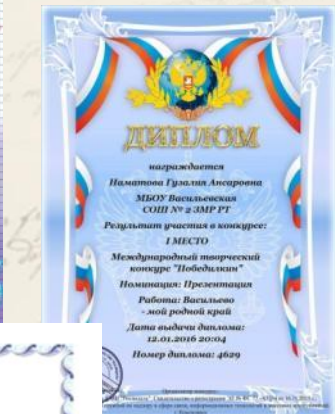 ДИПЛОМ
награждается
Наматова Гузалия Ансаровна
МБОУ Васильевская
СОШ № 2 ЗМР РТ
Результат участия в конкурсе:
I МЕСТО
Международный творческий
конкурс "Победилкин"
Номинация: Презентация
Работа: Васильево
- мой родной край
Дата выдачи диплома:
12.01.2016 20:04
Номер диплома: 4629